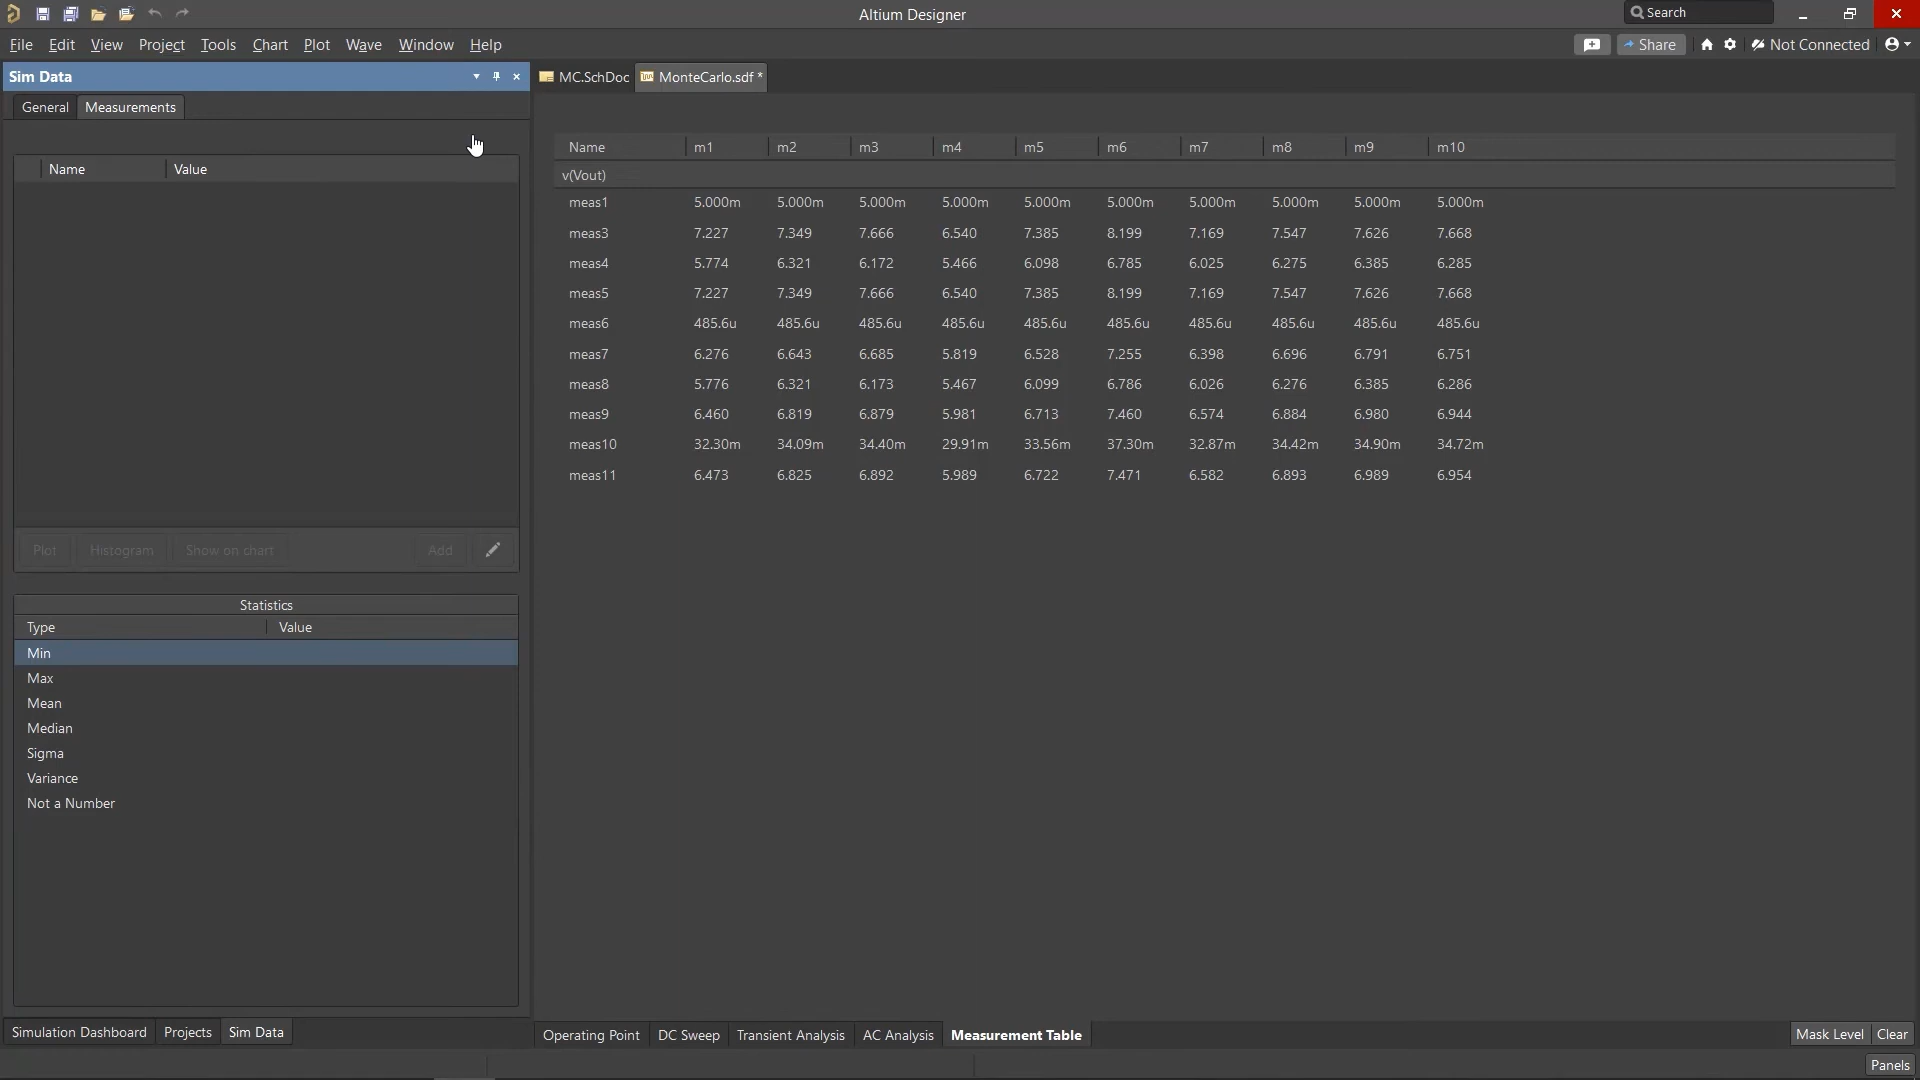 Altium Designer
Search
File Edit View Project Tools Chart Plot Wave Window Help
Share Not Connected
Sim Data
MC.SchDoc MonteCarlo.sdf *
General Measurements
Name Value
Plot Histogram Show on chart Add
Statistics
Type Value
Min
Max
Mean
Median
Sigma
Variance
Not a Number
Simulation Dashboard Projects Sim Data
Name m1 m2 m3 m4 m5 m6 m7 m8 m9 m10
v(Vout)
meas1 5.000m 5.000m 5.000m 5.000m 5.000m 5.000m 5.000m 5.000m 5.000m 5.000m
meas3 7.227 7.349 7.666 6.540 7.385 8.199 7.169 7.547 7.626 7.668
meas4 5.774 6.321 6.172 5.466 6.098 6.785 6.025 6.275 6.385 6.285
meas5 7.227 7.349 7.666 6.540 7.385 8.199 7.169 7.547 7.626 7.668
meas6 485.6u 485.6u 485.6u 485.6u 485.6u 485.6u 485.6u 485.6u 485.6u 485.6u
meas7 6.276 6.643 6.685 5.819 6.528 7.255 6.398 6.696 6.791 6.751
meas8 5.776 6.321 6.173 5.467 6.099 6.786 6.026 6.276 6.385 6.286
meas9 6.460 6.819 6.879 5.981 6.713 7.460 6.574 6.884 6.980 6.944
meas10 32.30m 34.09m 34.40m 29.91m 33.56m 37.30m 32.87m 34.42m 34.90m 34.72m
meas11 6.473 6.825 6.892 5.989 6.722 7.471 6.582 6.893 6.989 6.954
Operating Point DC Sweep Transient Analysis AC Analysis Measurement Table
Mask Level Clear
Panels